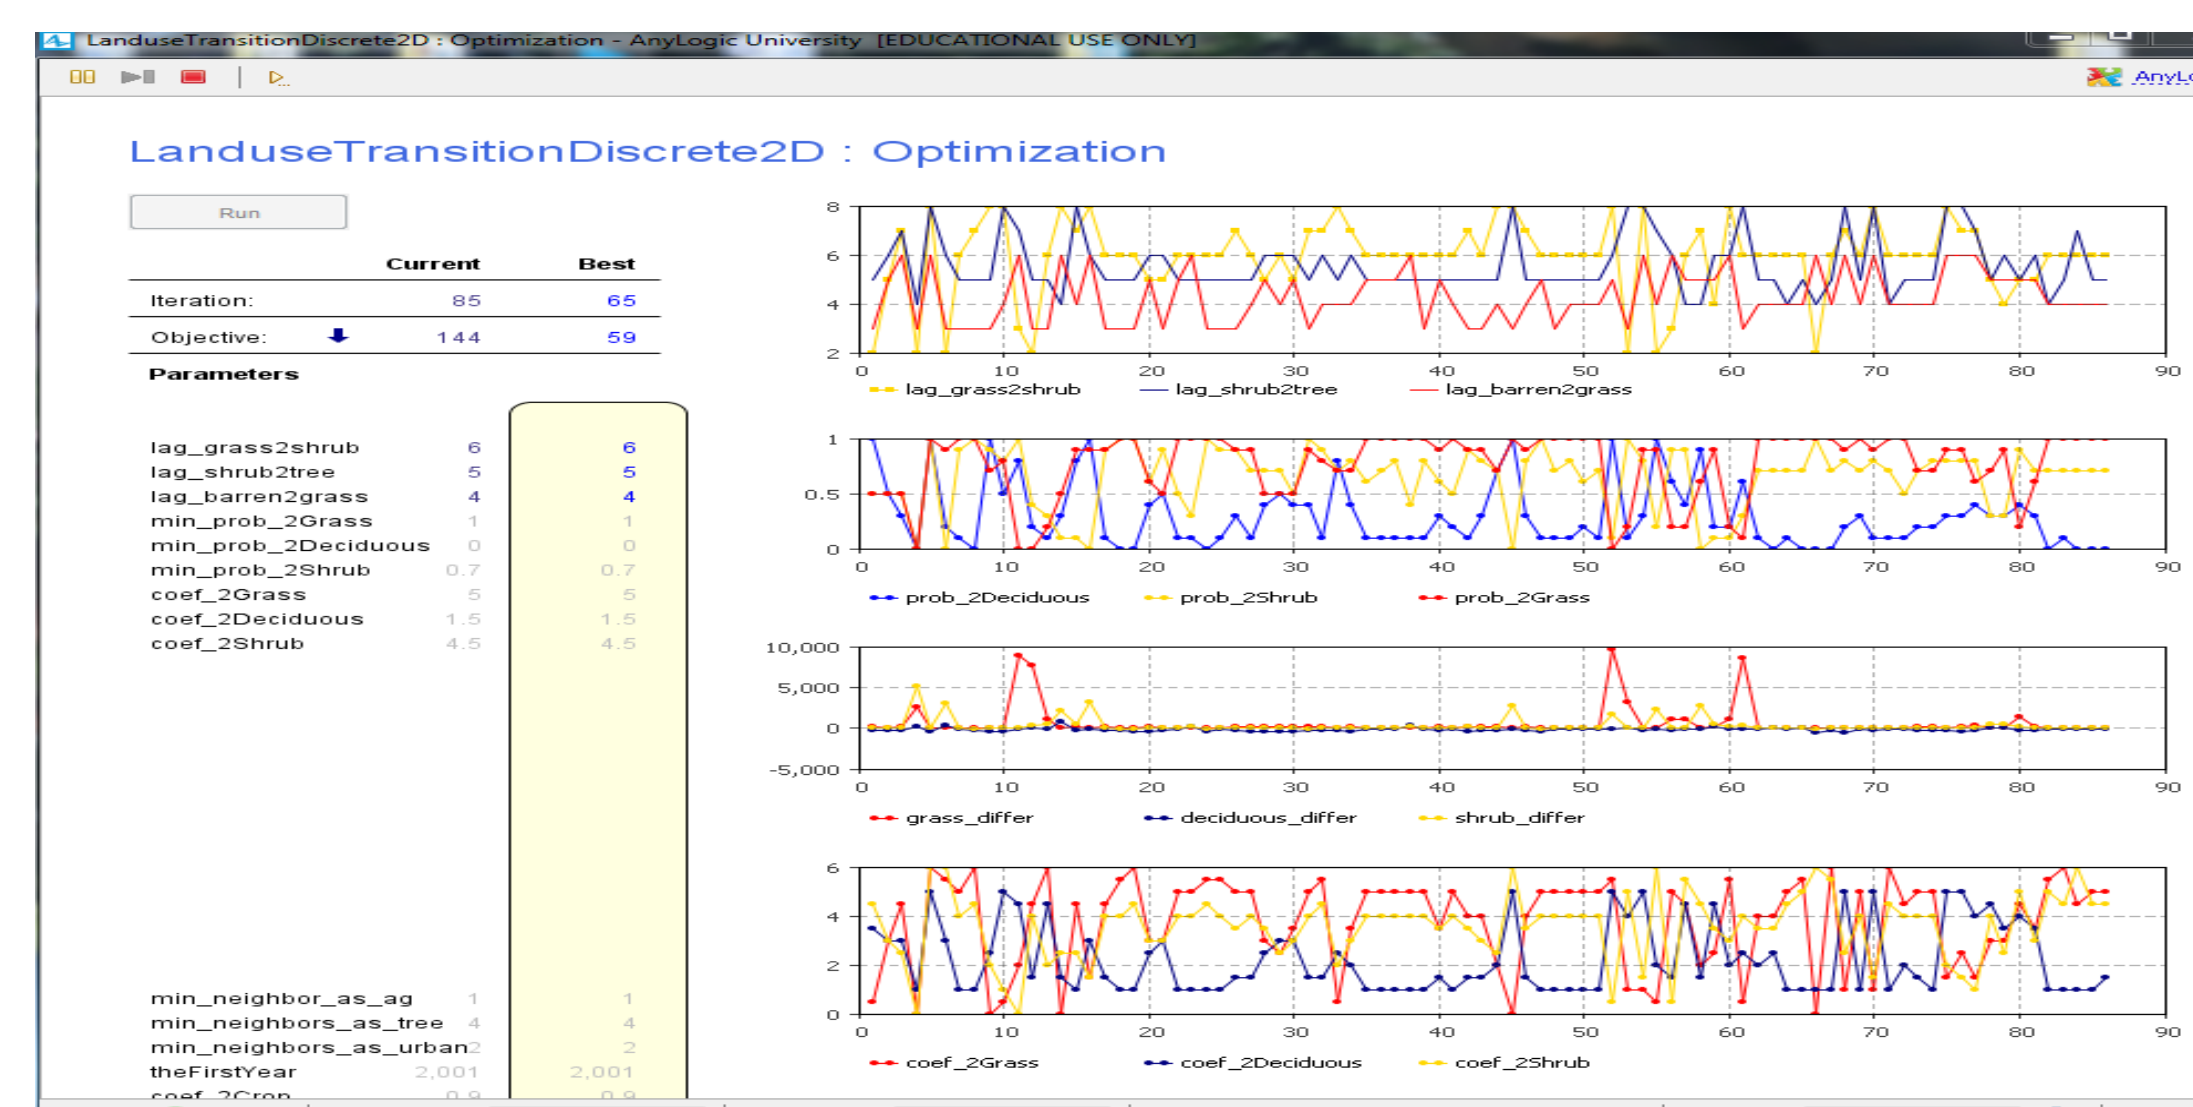 LanduseTransitionDiscrete2D : Optimization - AnyLogic University [EDUCATIONAL USE ONLY]
LanduseTransitionDiscrete2D : Optimization
Run
Current Best
Iteration: 85 65
Objective: 144 59
Parameters
lag_grass2shrub 6 6
lag_shrub2tree 5 5
lag_barren2grass 4 4
min_prob_2Grass 1 1
min_prob_2Deciduous 0 0
min_prob_2Shrub 0.7 0.7
coef_2Grass 5 5
coef_2Deciduous 1.5 1.5
coef_2Shrub 4.5 4.5
min_neighbor_as_ag 1 1
min_neighbors_as_tree 4 4
min_neighbors_as_urban 2 2
theFirstYear 2,001 2,001
coef_2Crop 0.9 0.9
8
6
4
2
0 10 20 30 40 50 60 70 80 90
lag_grass2shrub lag_shrub2tree lag_barren2grass
1
0.5
0
0 10 20 30 40 50 60 70 80 90
prob_2Deciduous prob_2Shrub prob_2Grass
10,000
5,000
0
-5,000
0 10 20 30 40 50 60 70 80 90
grass_differ deciduous_differ shrub_differ
6
4
2
0
0 10 20 30 40 50 60 70 80 90
coef_2Grass coef_2Deciduous coef_2Shrub